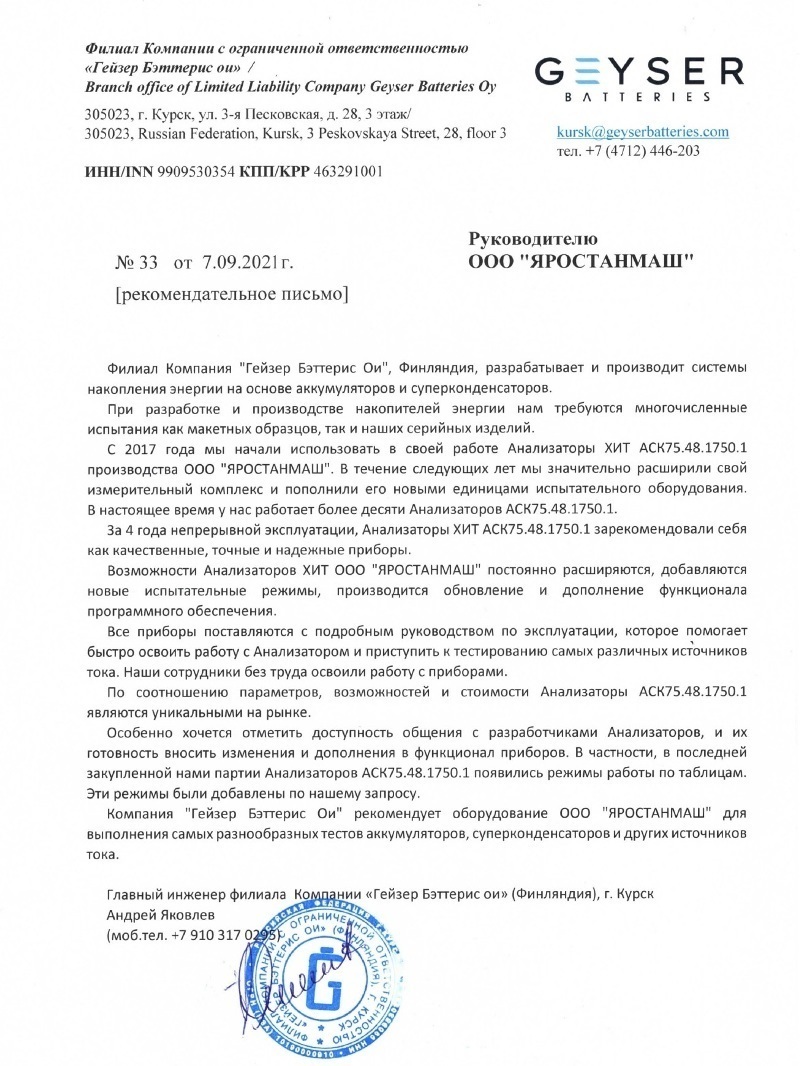 Филиал Компании с ограниченной ответственностью
«Гейзер Бэттерис ои» /
Branch office of Limited Liability Company Geyser Batteries Oy
305023, г. Курск, ул. 3-я Песковская, д. 28, 3 этаж/
305023, Russian Federation, Kursk, 3 Peskovskaya Street, 28, floor 3
ИНН/INN 9909530354 КПП/KPP 463291001
GEYSER
BATTERIES
kursk@geyserbatteries.com
тел. +7 (4712) 446-203
Руководителю
ООО "ЯРОСТАНМАШ"
№ 33 от 7.09.2021г.
[рекомендательное письмо]
Филиал Компания "Гейзер Бэттерис Ои", Финляндия, разрабатывает и производит системы
накопления энергии на основе аккумуляторов и суперконденсаторов.
При разработке и производстве накопителей энергии нам требуются многочисленные
испытания как макетных образцов, так и наших серийных изделий.
С 2017 года мы начали использовать в своей работе Анализаторы ХИТ АСК75.48.1750.1
производства ООО "ЯРОСТАНМАШ". В течение следующих лет мы значительно расширили свой
измерительный комплекс и пополнили его новыми единицами испытательного оборудования.
В настоящее время у нас работает более десяти Анализаторов АСК75.48.1750.1.
За 4 года непрерывной эксплуатации, Анализаторы ХИТ АСК75.48.1750.1 зарекомендовали себя
как качественные, точные и надежные приборы.
Возможности Анализаторов ХИТ ООО "ЯРОСТАНМАШ" постоянно расширяются, добавляются
новые испытательные режимы, производится обновление и дополнение функционала
программного обеспечения.
Все приборы поставляются с подробным руководством по эксплуатации, которое помогает
быстро освоить работу с Анализатором и приступить к тестированию самых различных источников
тока. Наши сотрудники без труда освоили работу с приборами.
По соотношению параметров, возможностей и стоимости Анализаторы АСК75.48.1750.1
являются уникальными на рынке.
Особенно хочется отметить доступность общения с разработчиками Анализаторов, и их
готовность вносить изменения и дополнения в функционал приборов. В частности, в последней
закупленной нами партии Анализаторов АСК75.48.1750.1 появились режимы работы по таблицам.
Эти режимы были добавлены по нашему запросу.
Компания "Гейзер Бэттерис Ои" рекомендует оборудование ООО "ЯРОСТАНМАШ" для
выполнения самых разнообразных тестов аккумуляторов, суперконденсаторов и других источников
тока.
Главный инженер филиала Компании «Гейзер Бэттерис ои» (Финляндия), г. Курск
Андрей Яковлев
(моб.тел. +7 910 317 0295)
ФИЛИАЛ КОМПАНИИ С ОГРАНИЧЕННОЙ ОТВЕТСТВЕННОСТЬЮ
«ГЕЙЗЕР БЭТТЕРИС ОИ» (ФИНЛЯНДИЯ), Г. КУРСК